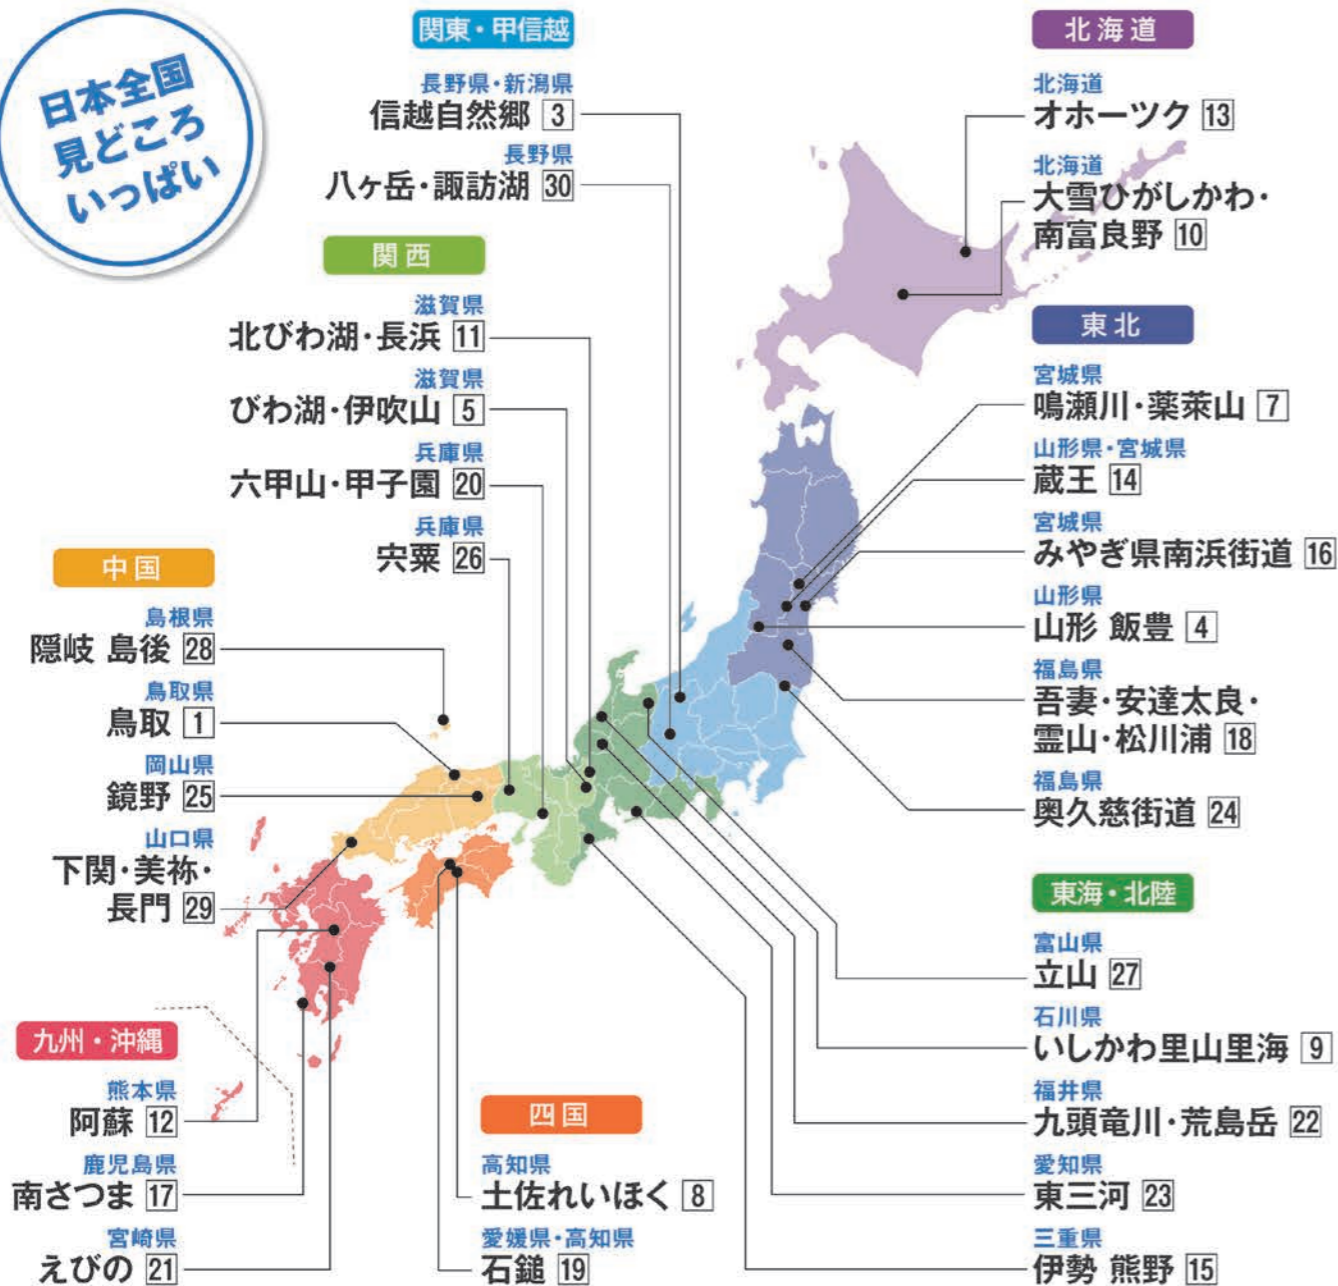 日本全国
見どころ
いっぱい
関東・甲信越
長野県・新潟県
信越自然郷 3
長野県
八ヶ岳・諏訪湖 30
関西
滋賀県
北びわ湖・長浜 11
滋賀県
びわ湖・伊吹山 5
兵庫県
六甲山・甲子園 20
兵庫県
宍粟 26
中国
島根県
隠岐 島後 28
鳥取県
鳥取 1
岡山県
鏡野 25
山口県
下関・美祢・
長門 29
九州・沖縄
熊本県
阿蘇 12
鹿児島県
南さつま 17
宮崎県
えびの 21
四国
高知県
土佐れいほく 8
愛媛県・高知県
石鎚 19
北海道
北海道
オホーツク 13
北海道
大雪ひがしかわ・
南富良野 10
東北
宮城県
鳴瀬川・薬莱山 7
山形県・宮城県
蔵王 14
宮城県
みやぎ県南浜街道 16
山形県
山形 飯豊 4
福島県
吾妻・安達太良・
霊山・松川浦 18
福島県
奥久慈街道 24
東海・北陸
富山県
立山 27
石川県
いしかわ里山里海 9
福井県
九頭竜川・荒島岳 22
愛知県
東三河 23
三重県
伊勢 熊野 15